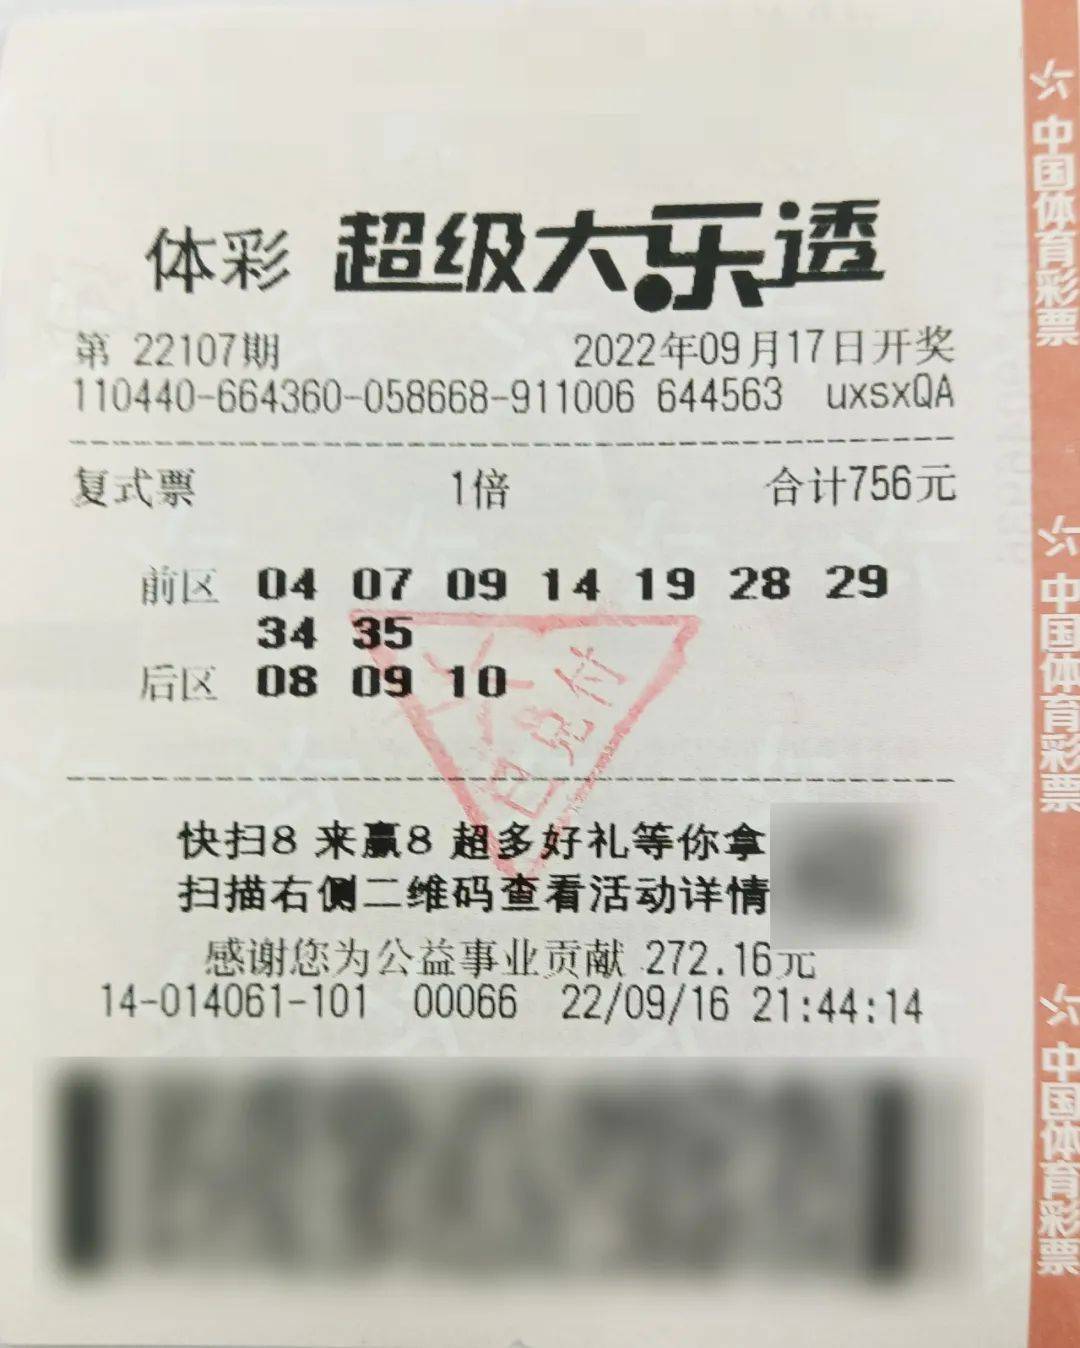 体彩 超级大乐透
第 22107期 2022年09月17日开奖
110440-664360-058668-911006 644563 uxsxQA
复式票 1倍 合计756元
前区 04 07 09 14 19 28 29
34 35
后区 08 09 10
已兑付
快扫8 来赢8 超多好礼等你拿
扫描右侧二维码查看活动详情
感谢您为公益事业贡献 272.16元
14-014061-101 00066 22/09/16 21:44:14
中国体育彩票
中国体育彩票
中国体育彩票